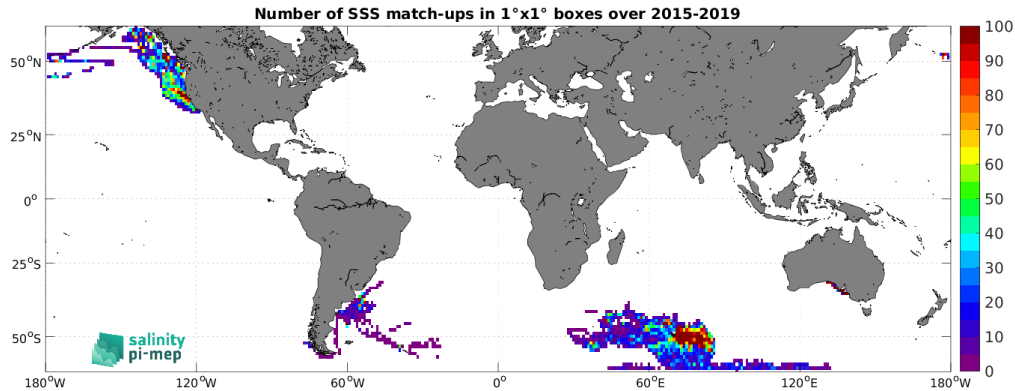 Number of SSS match-ups in 1°x1° boxes over 2015-2019
50°N
25°N
0°
25°S
50°S
180°W
120°W
60°W
0°
60°E
120°E
180°W
100
90
80
70
60
50
40
30
20
10
0
salinity
pi-mep